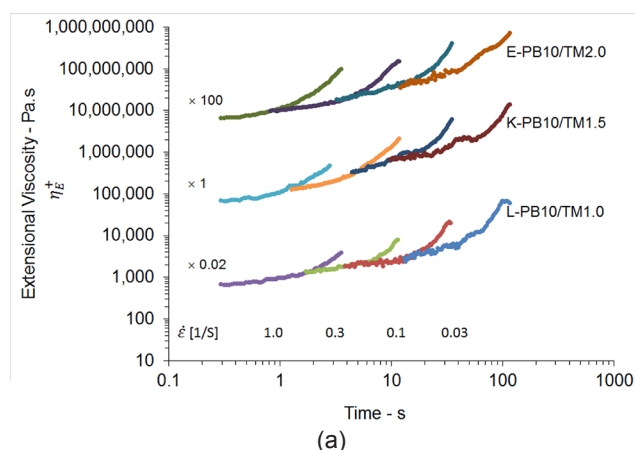 1,000,000,000
100,000,000
10,000,000
1,000,000
100,000
10,000
1,000
100
10
Extensional Viscosity - Pa.s
η_E^+
E-PB10/TM2.0
× 100
K-PB10/TM1.5
× 1
L-PB10/TM1.0
× 0.02
ε̇ [1/S] 1.0 0.3 0.1 0.03
0.1 1 10 100 1000
Time - s
(a)